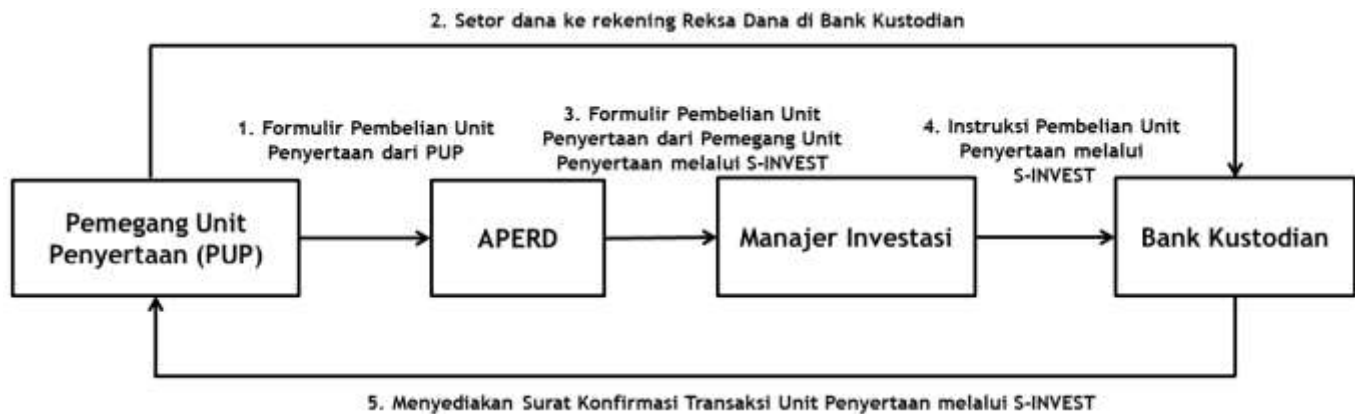 2. Setor dana ke rekening Reksa Dana di Bank Kustodian
1. Formulir Pembelian Unit
Penyertaan dari PUP
3. Formulir Pembelian Unit
Penyertaan dari Pemegang Unit
Penyertaan melalui S-INVEST
4. Instruksi Pembelian Unit
Penyertaan melalui
S-INVEST
Pemegang Unit
Penyertaan (PUP)
APERD
Manajer Investasi
Bank Kustodian
5. Menyediakan Surat Konfirmasi Transaksi Unit Penyertaan melalui S-INVEST